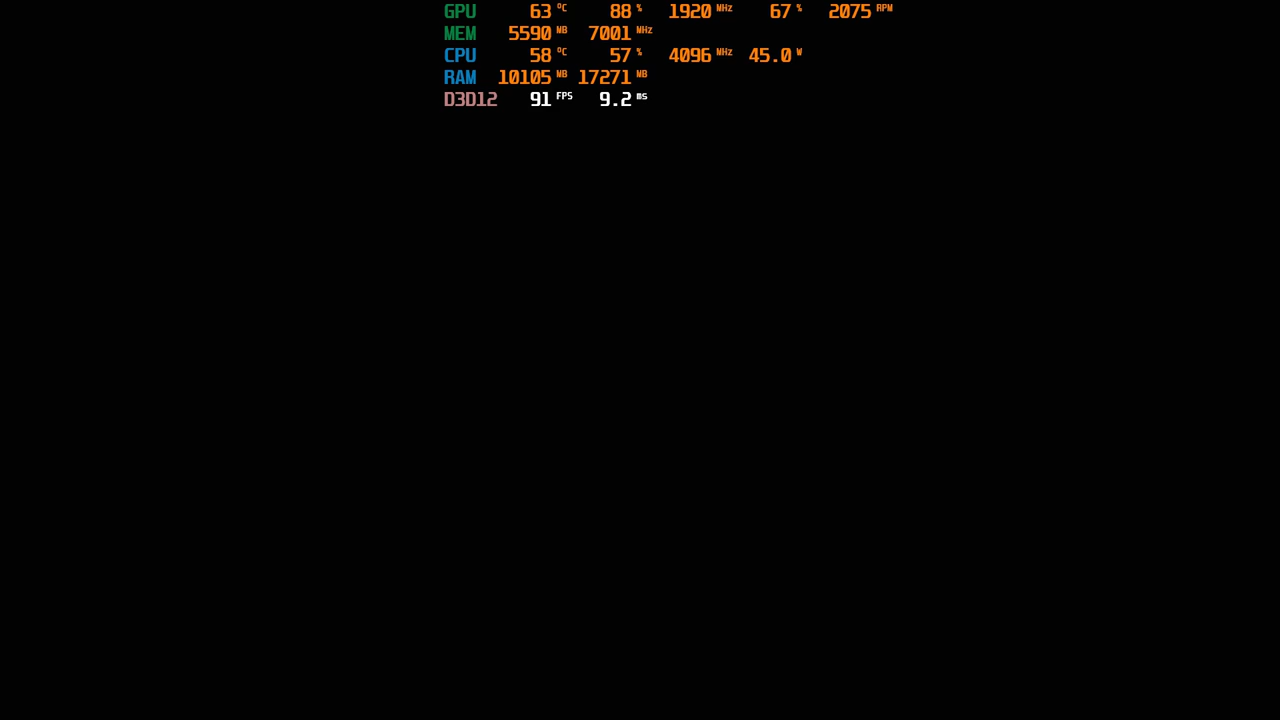 GPU 63 °C 88 % 1920 MHz 67 % 2075 RPM
MEM 5590 MB 7001 MHz
CPU 58 °C 57 % 4096 MHz 45.0 W
RAM 10105 MB 17271 MB
D3D12 91 FPS 9.2 ms